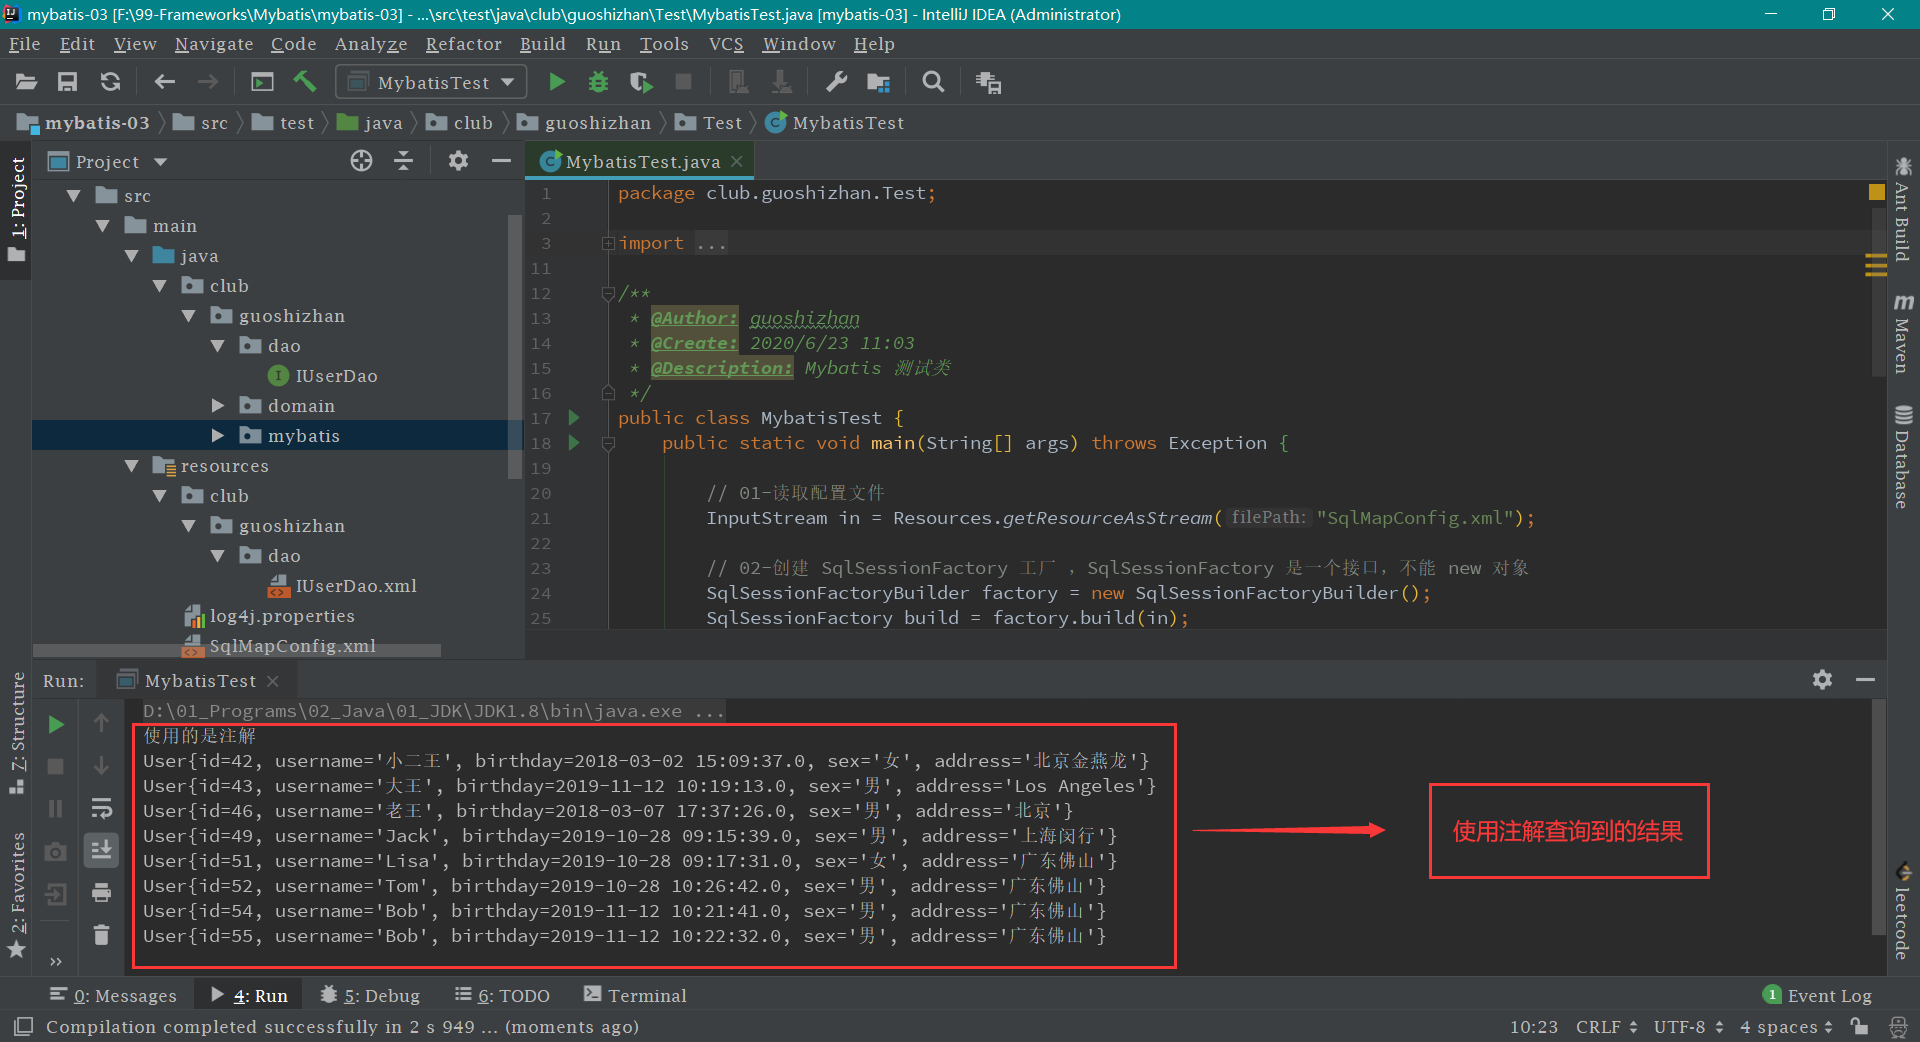 mybatis-03 [F:\99-Frameworks\Mybatis\mybatis-03] - ...\src\test\java\club\guoshizhan\Test\MybatisTest.java [mybatis-03] - IntelliJ IDEA (Administrator)
File Edit View Navigate Code Analyze Refactor Build Run Tools VCS Window Help
MybatisTest
mybatis-03 src test java club guoshizhan Test MybatisTest
1: Project
Project
src
main
java
club
guoshizhan
dao
IUserDao
domain
mybatis
resources
club
guoshizhan
dao
IUserDao.xml
log4j.properties
SqlMapConfig.xml
MybatisTest.java
1 package club.guoshizhan.Test;
2
3 import ...
11
12 /**
13 * @Author: guoshizhan
14 * @Create: 2020/6/23 11:03
15 * @Description: Mybatis 测试类
16 */
17 public class MybatisTest {
18 public static void main(String[] args) throws Exception {
19
20 // 01-读取配置文件
21 InputStream in = Resources.getResourceAsStream( filePath: "SqlMapConfig.xml");
22
23 // 02-创建 SqlSessionFactory 工厂 ，SqlSessionFactory 是一个接口，不能 new 对象
24 SqlSessionFactoryBuilder factory = new SqlSessionFactoryBuilder();
25 SqlSessionFactory build = factory.build(in);
Ant Build
Maven
Database
leetcode
7: Structure
2: Favorites
Run: MybatisTest
D:\01_Programs\02_Java\01_JDK\JDK1.8\bin\java.exe ...
使用的是注解
User{id=42, username='小二王', birthday=2018-03-02 15:09:37.0, sex='女', address='北京金燕龙'}
User{id=43, username='大王', birthday=2019-11-12 10:19:13.0, sex='男', address='Los Angeles'}
User{id=46, username='老王', birthday=2018-03-07 17:37:26.0, sex='男', address='北京'}
User{id=49, username='Jack', birthday=2019-10-28 09:15:39.0, sex='男', address='上海闵行'}
User{id=51, username='Lisa', birthday=2019-10-28 09:17:31.0, sex='女', address='广东佛山'}
User{id=52, username='Tom', birthday=2019-10-28 10:26:42.0, sex='男', address='广东佛山'}
User{id=54, username='Bob', birthday=2019-11-12 10:21:41.0, sex='男', address='广东佛山'}
User{id=55, username='Bob', birthday=2019-11-12 10:22:32.0, sex='男', address='广东佛山'}
使用注解查询到的结果
0: Messages 4: Run 5: Debug 6: TODO Terminal 1 Event Log
Compilation completed successfully in 2 s 949 ... (moments ago) 10:23 CRLF UTF-8 4 spaces